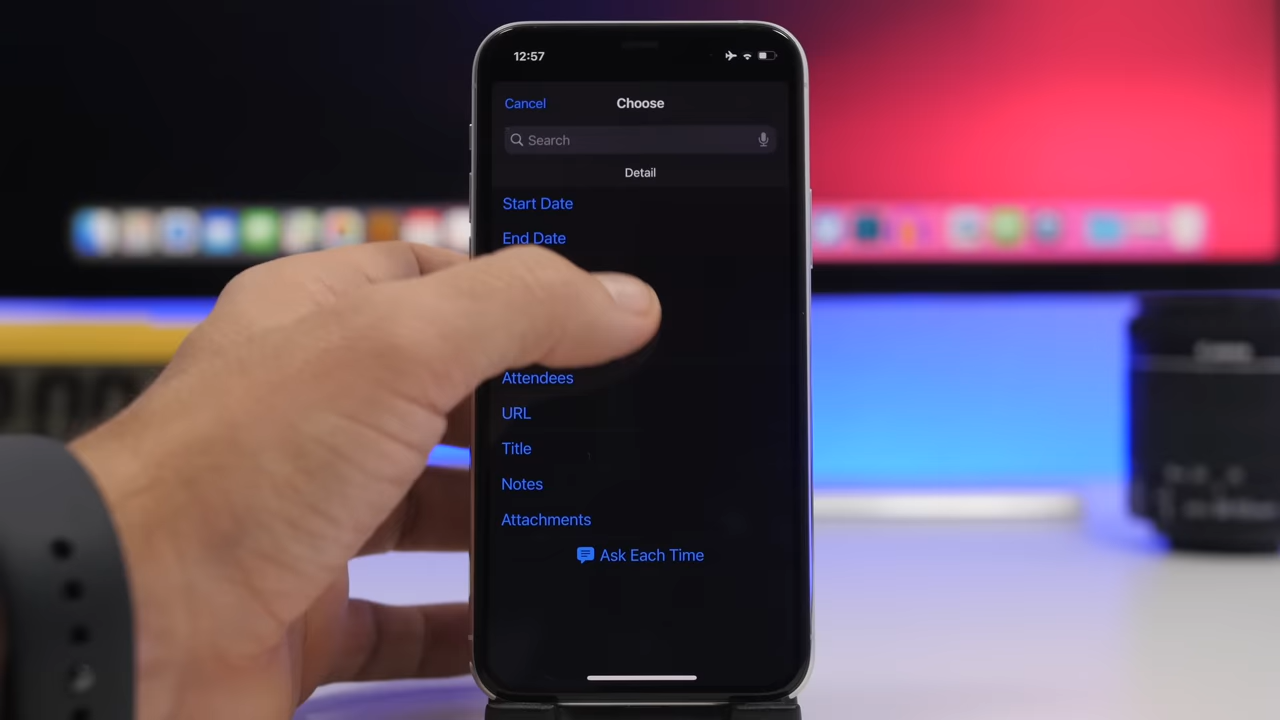 12:57
Cancel
Choose
Search
Detail
Start Date
End Date
Attendees
URL
Title
Notes
Attachments
Ask Each Time